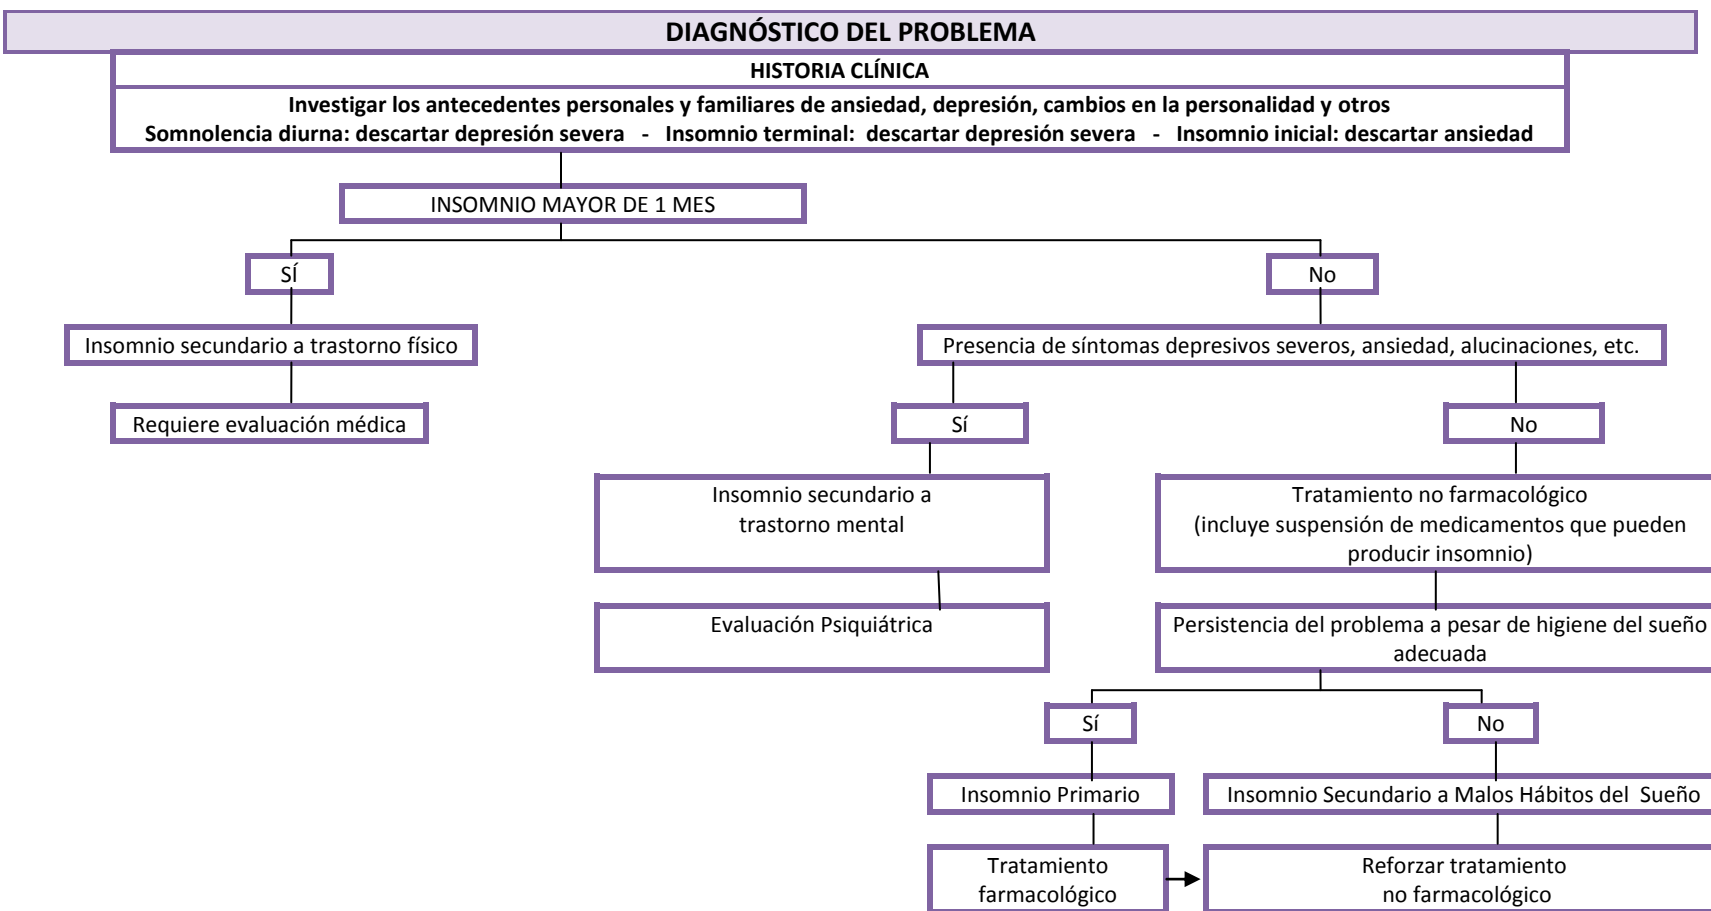 DIAGNÓSTICO DEL PROBLEMA
HISTORIA CLÍNICA
Investigar los antecedentes personales y familiares de ansiedad, depresión, cambios en la personalidad y otros
Somnolencia diurna: descartar depresión severa - Insomnio terminal: descartar depresión severa - Insomnio inicial: descartar ansiedad
INSOMNIO MAYOR DE 1 MES
SÍ
No
Insomnio secundario a trastorno físico
Presencia de síntomas depresivos severos, ansiedad, alucinaciones, etc.
Requiere evaluación médica
Sí
No
Insomnio secundario a
trastorno mental
Tratamiento no farmacológico
(incluye suspensión de medicamentos que pueden
producir insomnio)
Evaluación Psiquiátrica
Persistencia del problema a pesar de higiene del sueño
adecuada
Sí
No
Insomnio Primario
Insomnio Secundario a Malos Hábitos del Sueño
Tratamiento
farmacológico
Reforzar tratamiento
no farmacológico